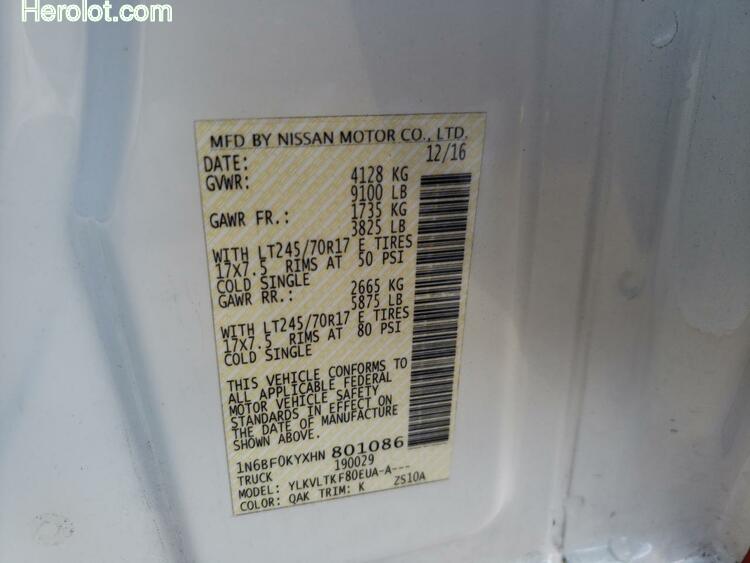 Herolot.com
MFD BY NISSAN MOTOR CO., LTD.
DATE: 12/16
GVWR: 4128 KG
9100 LB
GAWR FR.: 1735 KG
3825 LB
WITH LT245/70R17 E TIRES
17X7.5 RIMS AT 50 PSI
COLD SINGLE
GAWR RR.: 2665 KG
5875 LB
WITH LT245/70R17 E TIRES
17X7.5 RIMS AT 80 PSI
COLD SINGLE
THIS VEHICLE CONFORMS TO
ALL APPLICABLE FEDERAL
MOTOR VEHICLE SAFETY
STANDARDS IN EFFECT ON
THE DATE OF MANUFACTURE
SHOWN ABOVE.
1N6BF0KYXHN 801086
TRUCK 190029
MODEL: YLKVLTKF80EUA-A---
COLOR: QAK TRIM: K ZS10A